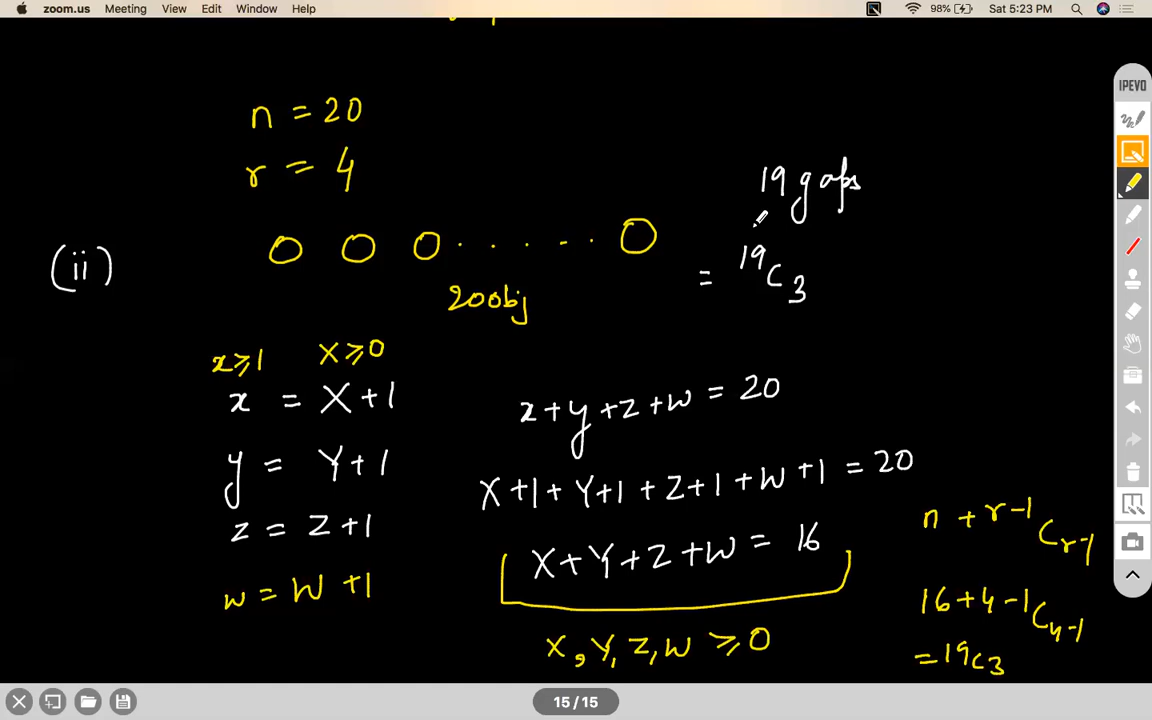 zoom.us Meeting View Edit Window Help 98% Sat 5:23 PM
IPEVO
n = 20
r = 4
19 gaps
(ii)
= ¹⁹C₃
20obj
x⩾1 X⩾0
x = X+1
x+y+z+w = 20
y = Y+1
X+1+Y+1+Z+1+W+1 = 20
z = Z+1
n+r-1Cr-1
X+Y+Z+W = 16
w = W+1
16+4-1C4-1
X,Y,Z,W ⩾0
=19C3
15/15